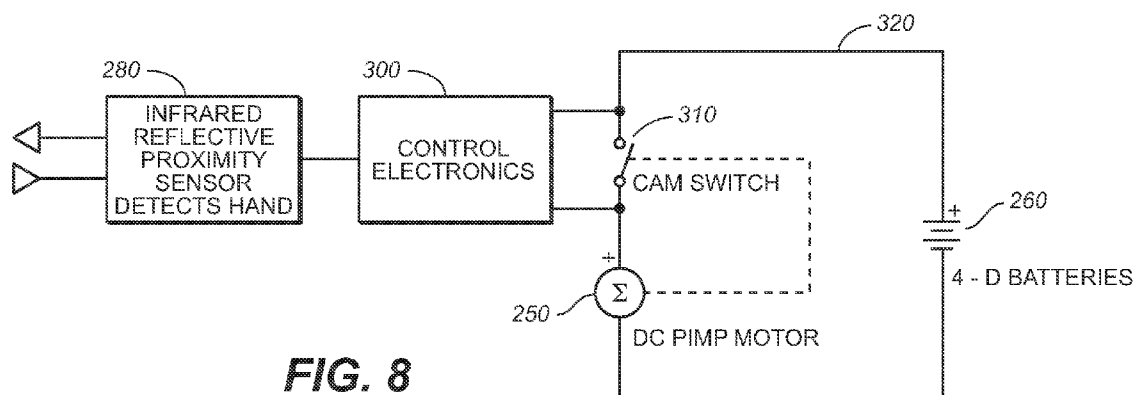 320
280
300
310
INFRARED
REFLECTIVE
PROXIMITY
SENSOR
DETECTS HAND
CONTROL
ELECTRONICS
CAM SWITCH
+
260
+
4 - D BATTERIES
Σ
250
DC PIMP MOTOR
FIG. 8